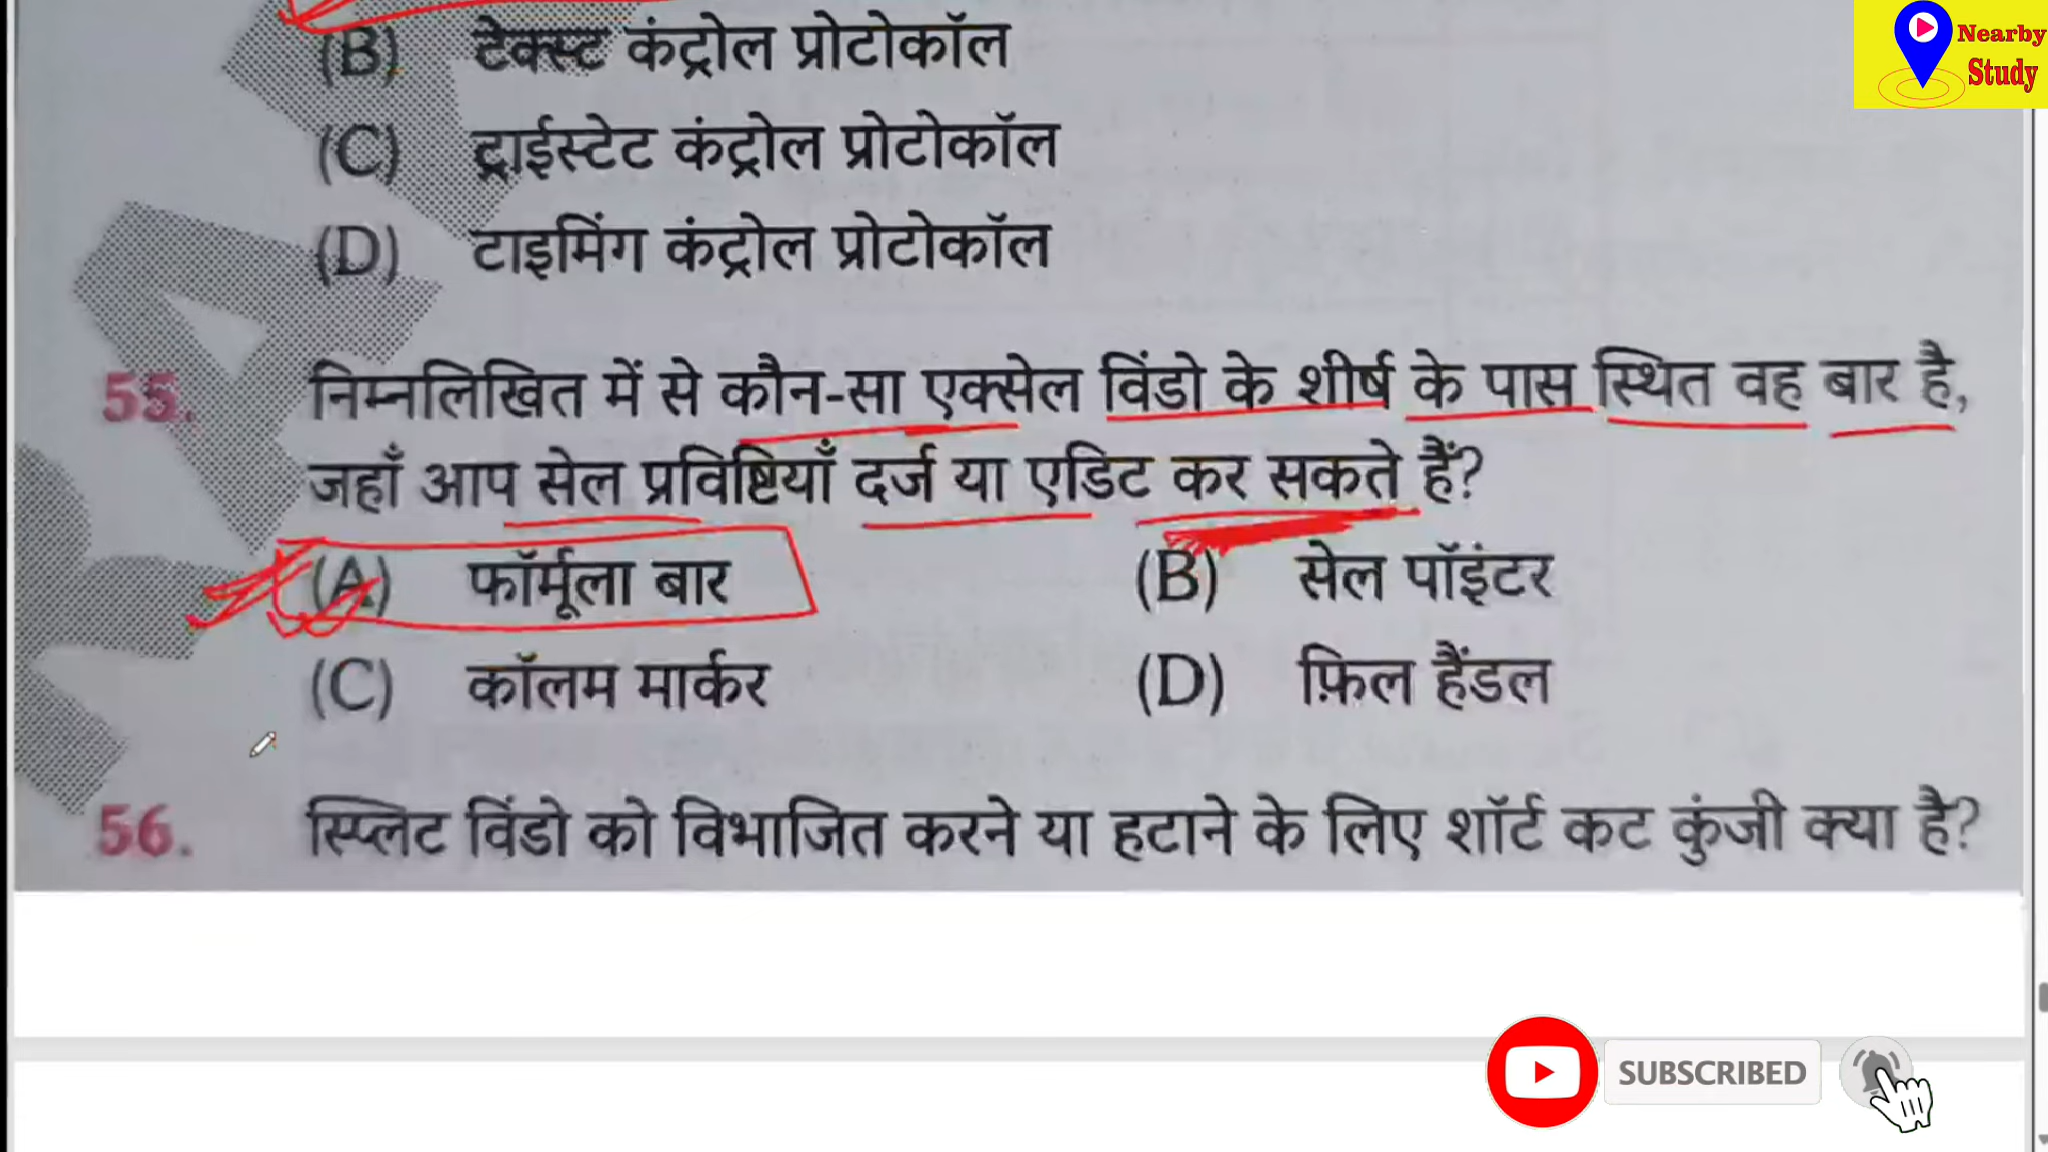 (B) टेक्स्ट कंट्रोल प्रोटोकॉल
(C) ट्राईस्टेट कंट्रोल प्रोटोकॉल
(D) टाइमिंग कंट्रोल प्रोटोकॉल
55. निम्नलिखित में से कौन-सा एक्सेल विंडो के शीर्ष के पास स्थित वह बार है,
जहाँ आप सेल प्रविष्टियाँ दर्ज या एडिट कर सकते हैं?
(A) फॉर्मूला बार (B) सेल पॉइंटर
(C) कॉलम मार्कर (D) फ़िल हैंडल
56. स्प्लिट विंडो को विभाजित करने या हटाने के लिए शॉर्ट कट कुंजी क्या है?
Nearby
Study
SUBSCRIBED